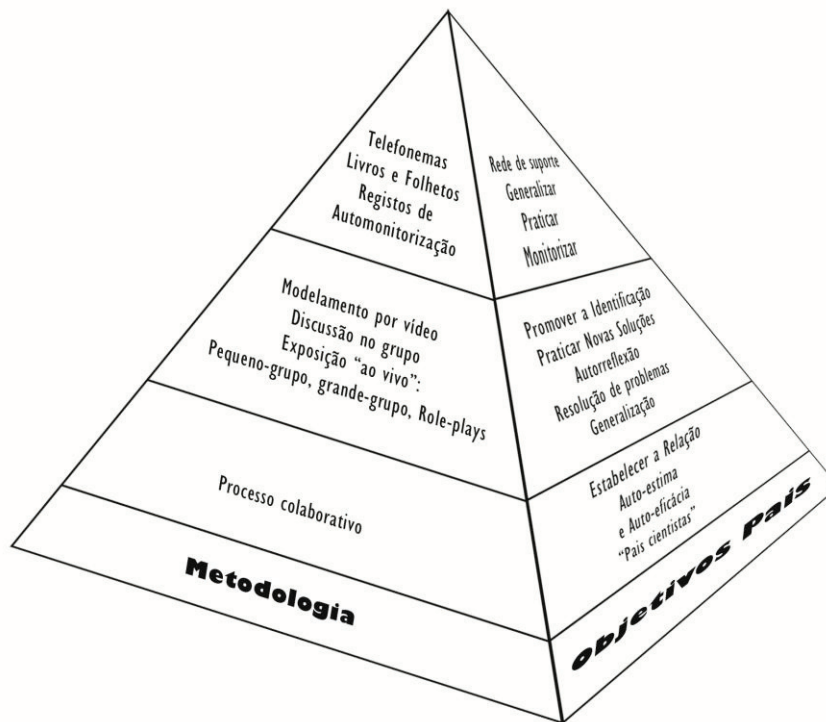 Telefonemas
Livros e Folhetos
Registos de
Automonitorização
Rede de suporte
Generalizar
Praticar
Monitorizar
Modelamento por vídeo
Discussão no grupo
Exposição “ao vivo”:
Pequeno-grupo, grande-grupo, Role-plays
Promover a Identificação
Praticar Novas Soluções
Autorreflexão
Resolução de problemas
Generalização
Processo colaborativo
Estabelecer a Relação
Auto-estima
e Auto-eficácia
“Pais cientistas”
Metodologia
Objetivos Pais